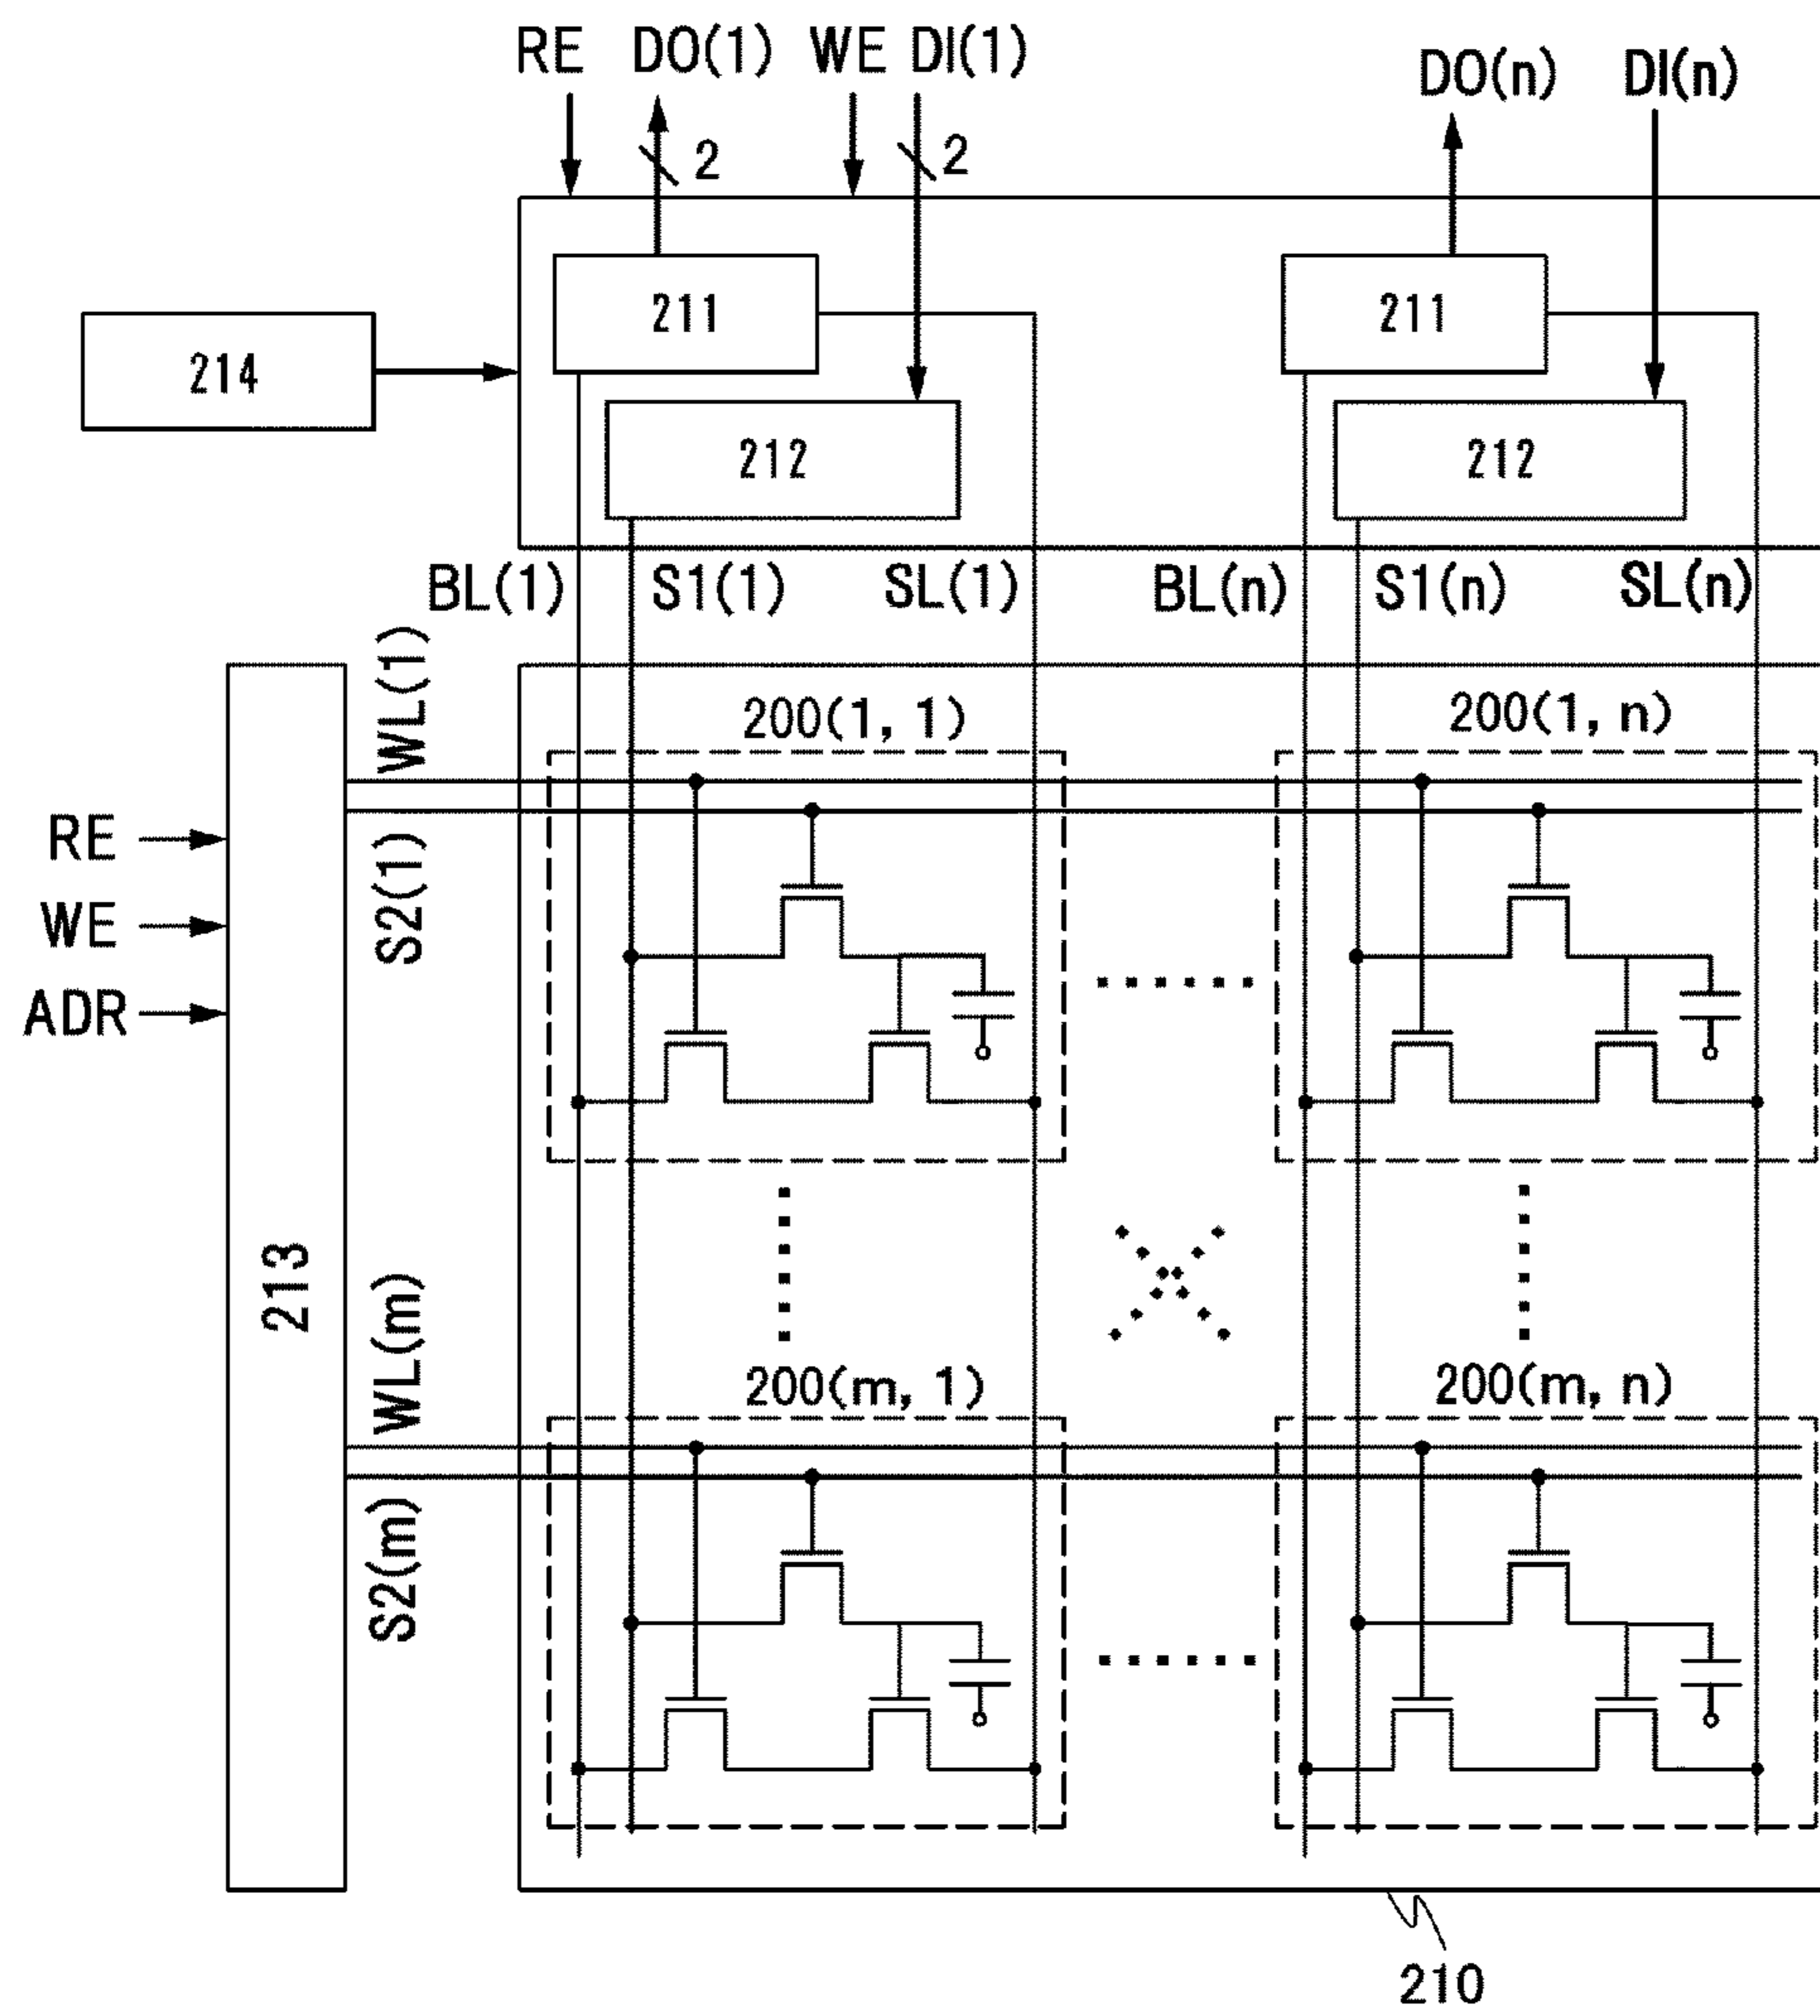 RE DO(1) WE DI(1) DO(n) DI(n)
2 2
211 211
214
212 212
BL(1) S1(1) SL(1) BL(n) S1(n) SL(n)
WL(1)
200(1, 1) 200(1, n)
RE
S2(1)
WE
ADR
213
WL(m)
200(m, 1) 200(m, n)
S2(m)
210